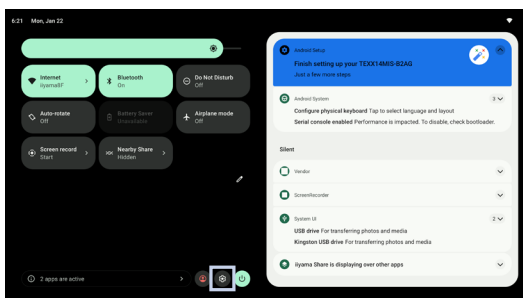 6:21 Mon, Jan 22
Internet
iiyamaBF
Bluetooth
On
Do Not Disturb
Off
Auto-rotate
Off
Battery Saver
Unavailable
Airplane mode
Off
Screen record
Start
Nearby Share
Hidden
2 apps are active
Android Setup
Finish setting up your TEXX14MIS-B2AG
Just a few more steps
Android System
3
Configure physical keyboard Tap to select language and layout
Serial console enabled Performance is impacted. To disable, check bootloader.
Silent
Vendor
ScreenRecorder
System UI
2
USB drive For transferring photos and media
Kingston USB drive For transferring photos and media
iiyama Share is displaying over other apps